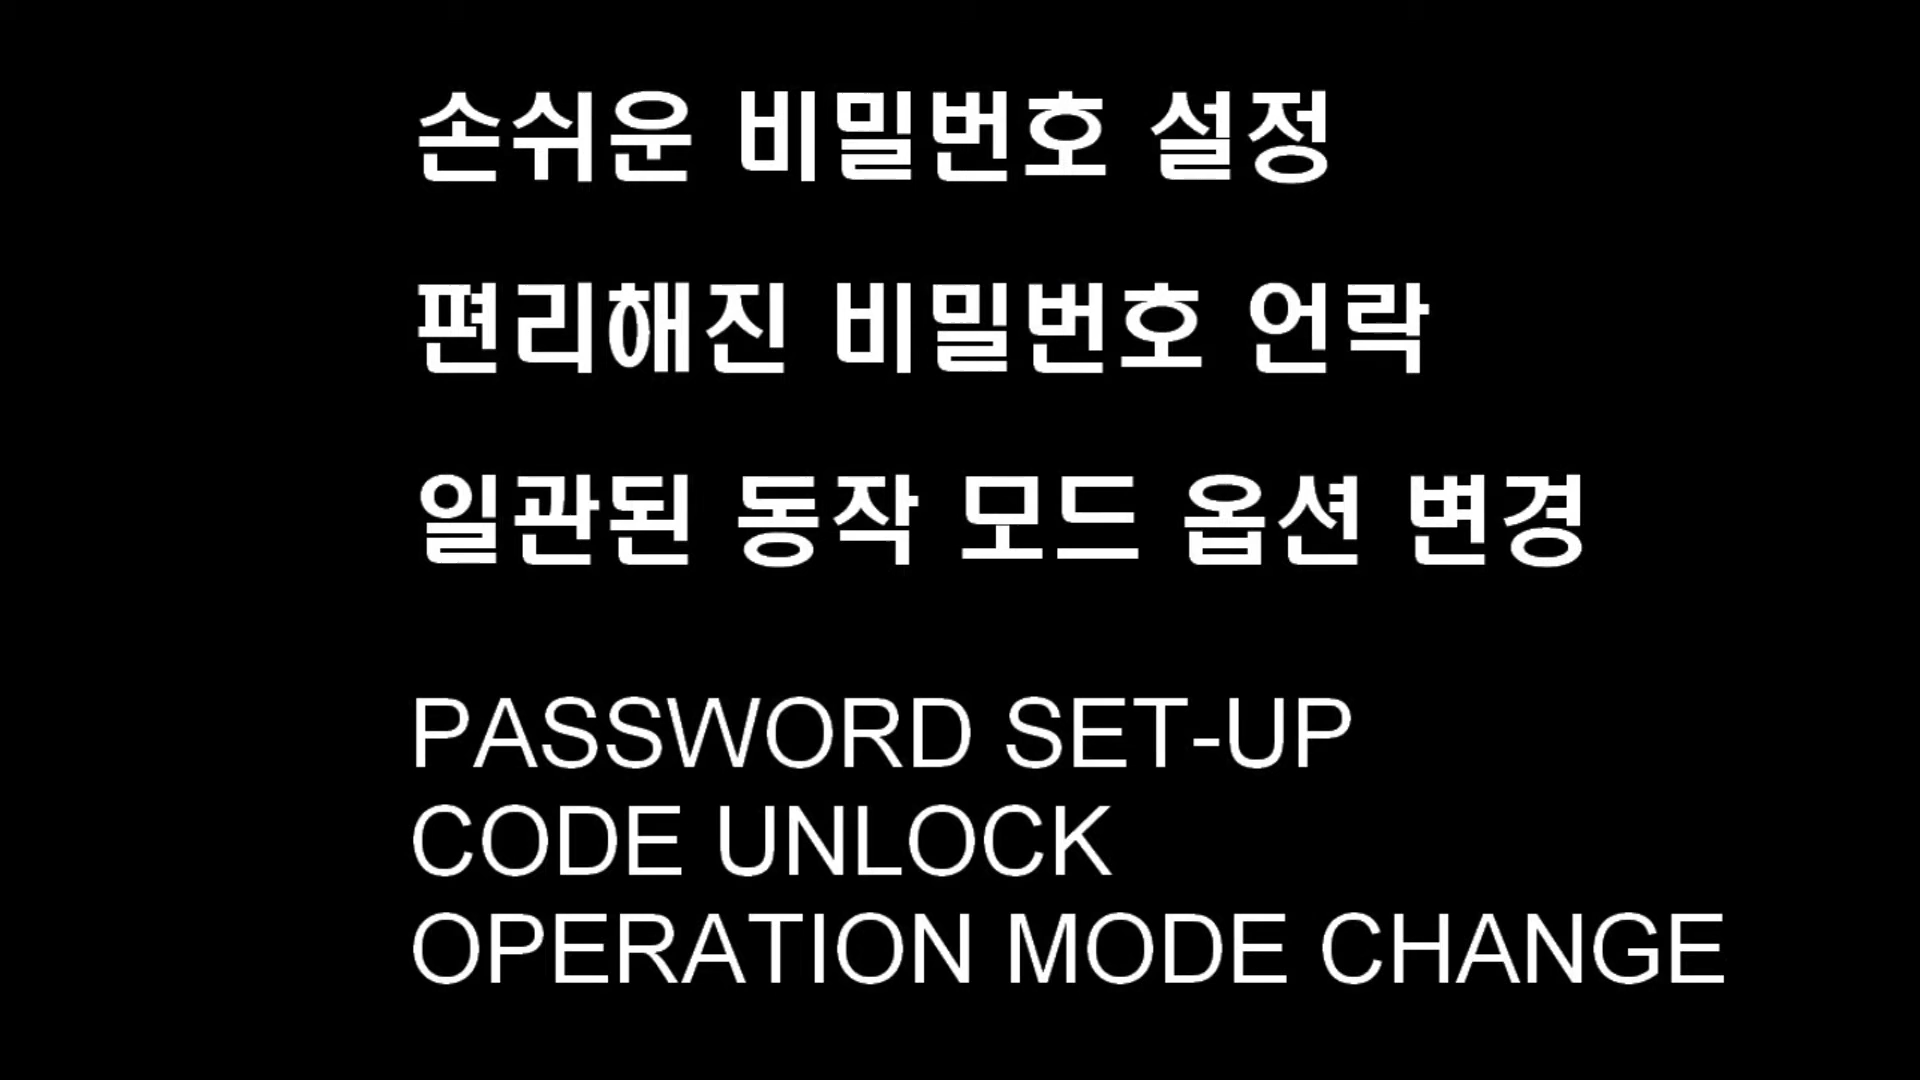 손쉬운 비밀번호 설정
편리해진 비밀번호 언락
일관된 동작 모드 옵션 변경
PASSWORD SET-UP
CODE UNLOCK
OPERATION MODE CHANGE